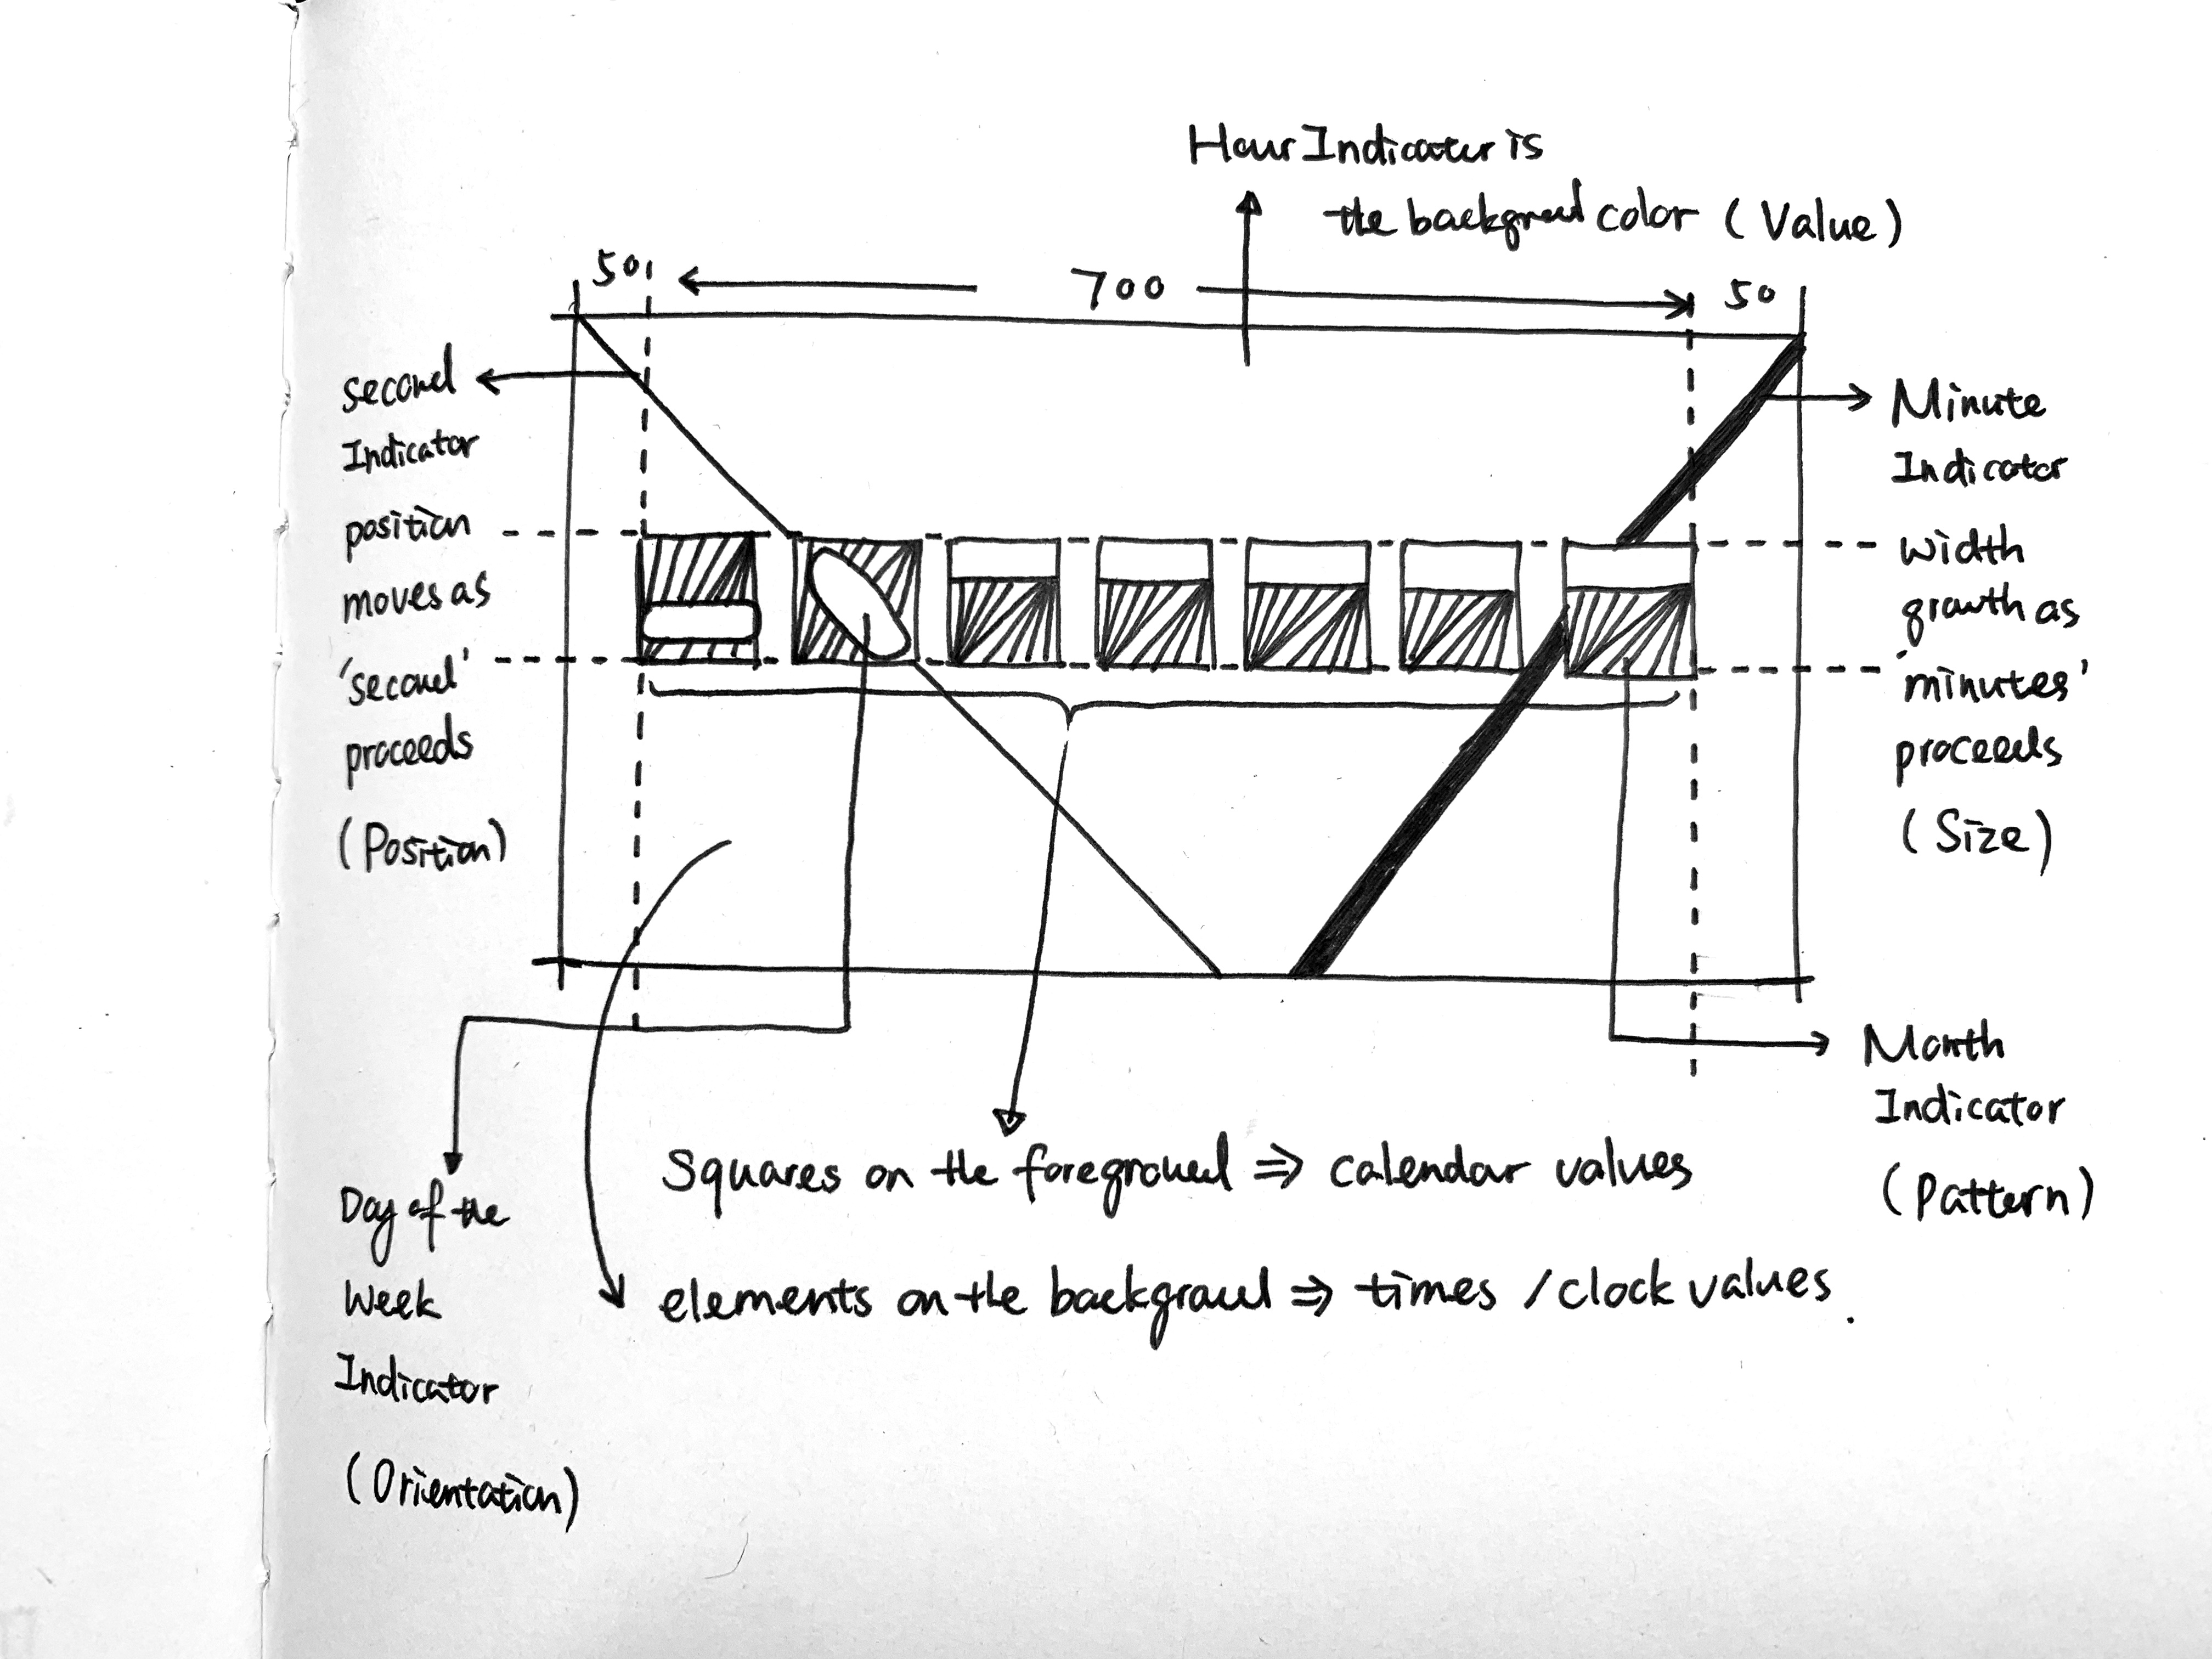 Hour Indicator is
the background color (Value)
50
700
50
second
Indicator
position
moves as
'second'
proceeds
(Position)
Minute
Indicator
width
growth as
'minutes'
proceeds
(Size)
Month
Indicator
(Pattern)
Squares on the foreground ⇒ calendar values
elements on the background ⇒ times / clock values.
Day of the
Week
Indicator
(Orientation)